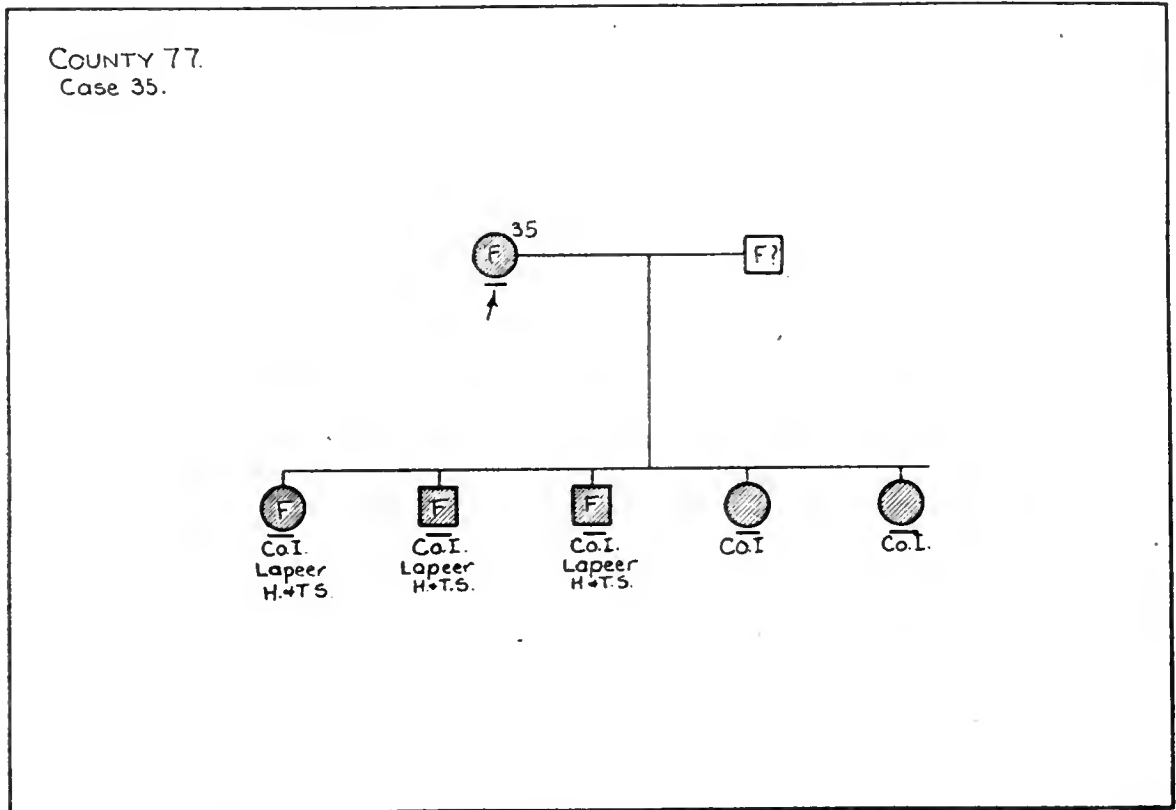 COUNTY 77.
Case 35.
F 35 F?
F F F
Co.I. Co.I. Co.I. Co.I Co.I.
Lapeer Lapeer Lapeer
H.+T.S. H.+T.S. H.+T.S.